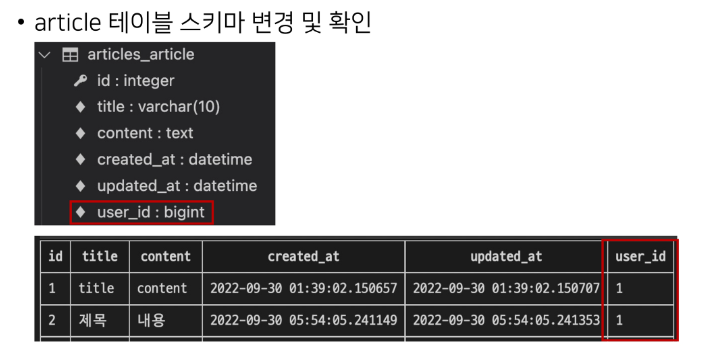 • article 테이블 스키마 변경 및 확인
articles_article
id : integer
title : varchar(10)
content : text
created_at : datetime
updated_at : datetime
user_id : bigint
id title content created_at updated_at user_id
1 title content 2022-09-30 01:39:02.150657 2022-09-30 01:39:02.150707 1
2 제목 내용 2022-09-30 05:54:05.241149 2022-09-30 05:54:05.241353 1